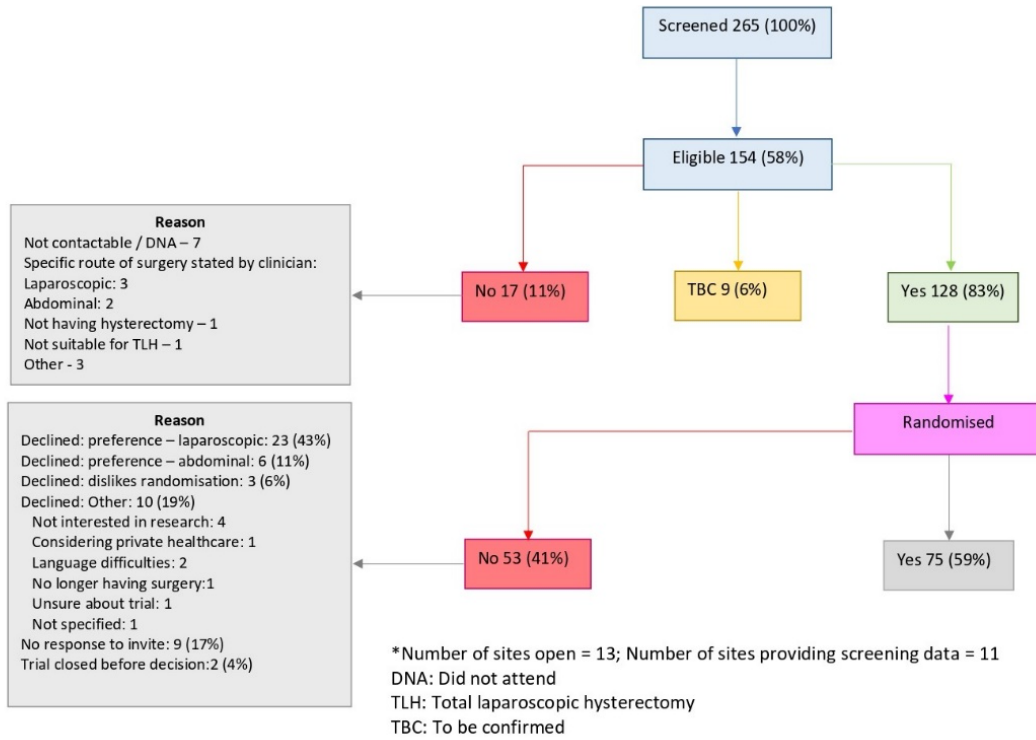 Screened 265 (100%)
Eligible 154 (58%)
Reason
Not contactable / DNA – 7
Specific route of surgery stated by clinician:
Laparoscopic: 3
Abdominal: 2
Not having hysterectomy – 1
Not suitable for TLH – 1
Other - 3
No 17 (11%)
TBC 9 (6%)
Yes 128 (83%)
Randomised
Reason
Declined: preference – laparoscopic: 23 (43%)
Declined: preference – abdominal: 6 (11%)
Declined: dislikes randomisation: 3 (6%)
Declined: Other: 10 (19%)
Not interested in research: 4
Considering private healthcare: 1
Language difficulties: 2
No longer having surgery:1
Unsure about trial: 1
Not specified: 1
No response to invite: 9 (17%)
Trial closed before decision:2 (4%)
No 53 (41%)
Yes 75 (59%)
*Number of sites open = 13; Number of sites providing screening data = 11
DNA: Did not attend
TLH: Total laparoscopic hysterectomy
TBC: To be confirmed